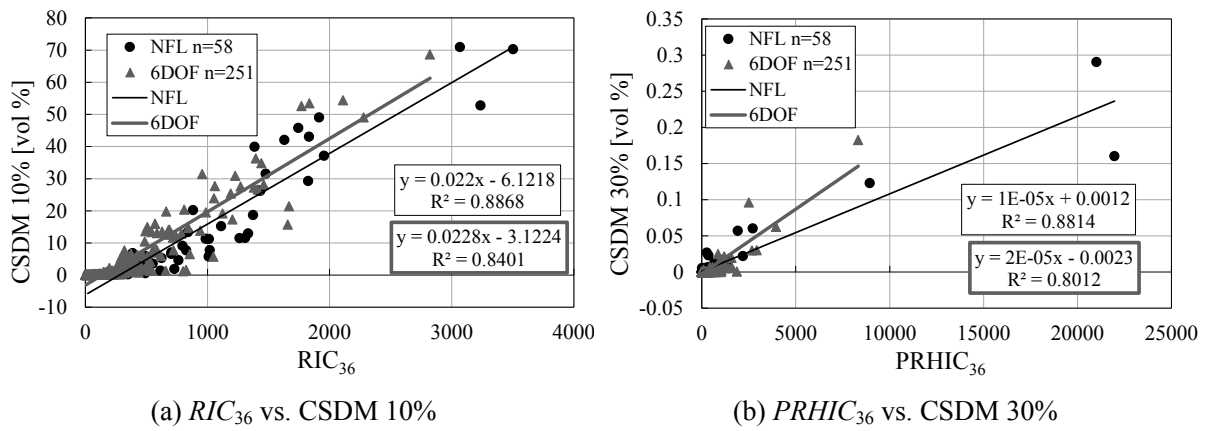 80
70
60
50
40
30
20
10
0
-10
CSDM 10% [vol %]
NFL n=58
6DOF n=251
NFL
6DOF
y = 0.022x - 6.1218
R² = 0.8868
y = 0.0228x - 3.1224
R² = 0.8401
0 1000 2000 3000 4000
RIC₃₆
(a) RIC₃₆ vs. CSDM 10%
0.35
0.3
0.25
0.2
0.15
0.1
0.05
0
-0.05
CSDM 30% [vol %]
NFL n=58
6DOF n=251
NFL
6DOF
y = 1E-05x + 0.0012
R² = 0.8814
y = 2E-05x - 0.0023
R² = 0.8012
0 5000 10000 15000 20000 25000
PRHIC₃₆
(b) PRHIC₃₆ vs. CSDM 30%